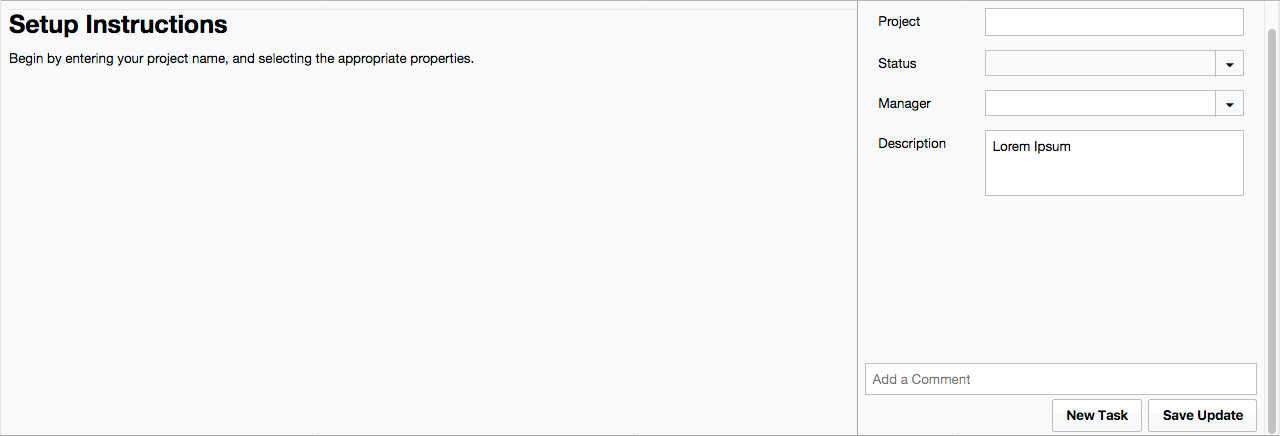 Setup Instructions
Begin by entering your project name, and selecting the appropriate properties.
Project
Status
Manager
Description
Lorem Ipsum
Add a Comment
New Task
Save Update